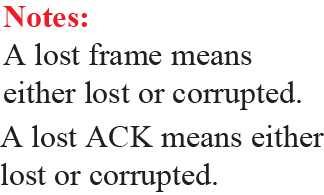 Notes:
A lost frame means
either lost or corrupted.
A lost ACK means either
lost or corrupted.